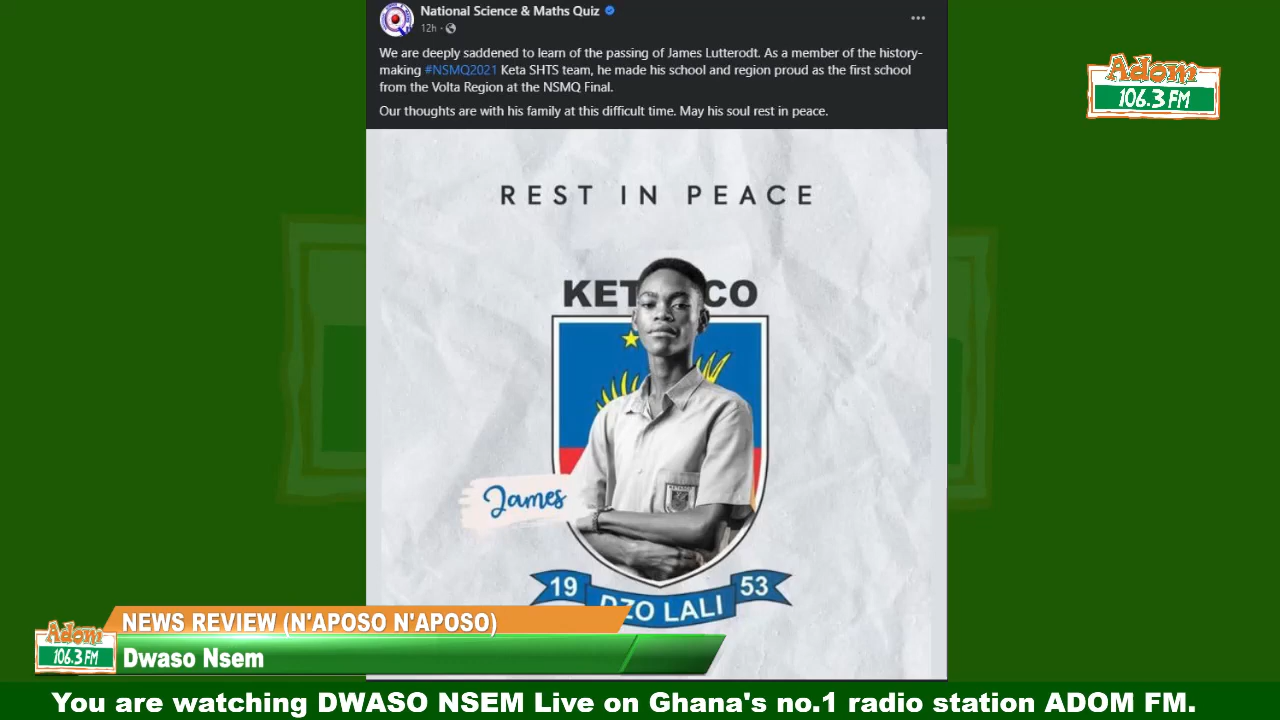 National Science & Maths Quiz
12h ·
We are deeply saddened to learn of the passing of James Lutterodt. As a member of the history-
making #NSMQ2021 Keta SHTS team, he made his school and region proud as the first school
from the Volta Region at the NSMQ Final.
Our thoughts are with his family at this difficult time. May his soul rest in peace.
Adom
106.3 FM
REST IN PEACE
KET CO
James
19 53
DZO LALI
NEWS REVIEW (N'APOSO N'APOSO)
Adom
106.3 FM
Dwaso Nsem
You are watching DWASO NSEM Live on Ghana's no.1 radio station ADOM FM.